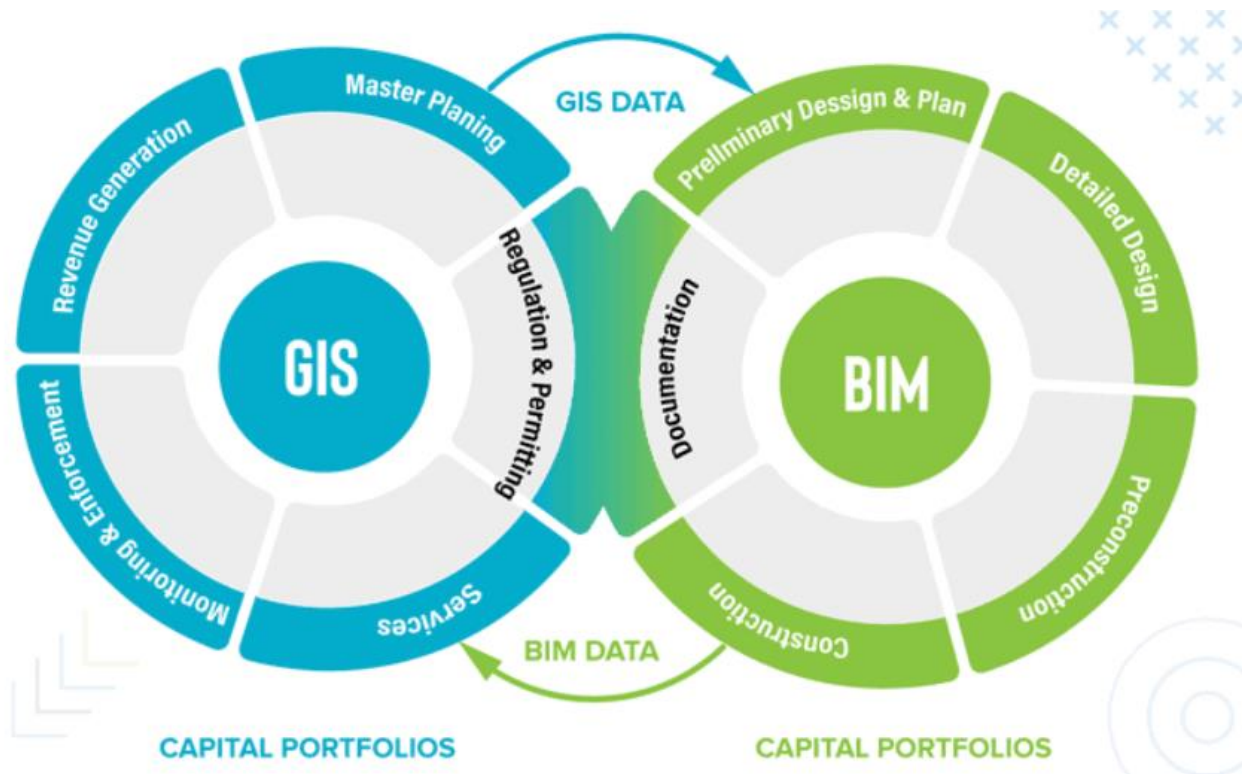 Master Planing
Revenue Generation
Monitoring & Enforcement
Services
Regulation & Permitting
GIS
GIS DATA
BIM DATA
Prellminary Dessign & Plan
Detailed Design
Preconstruction
Construction
Documentation
BIM
CAPITAL PORTFOLIOS
CAPITAL PORTFOLIOS